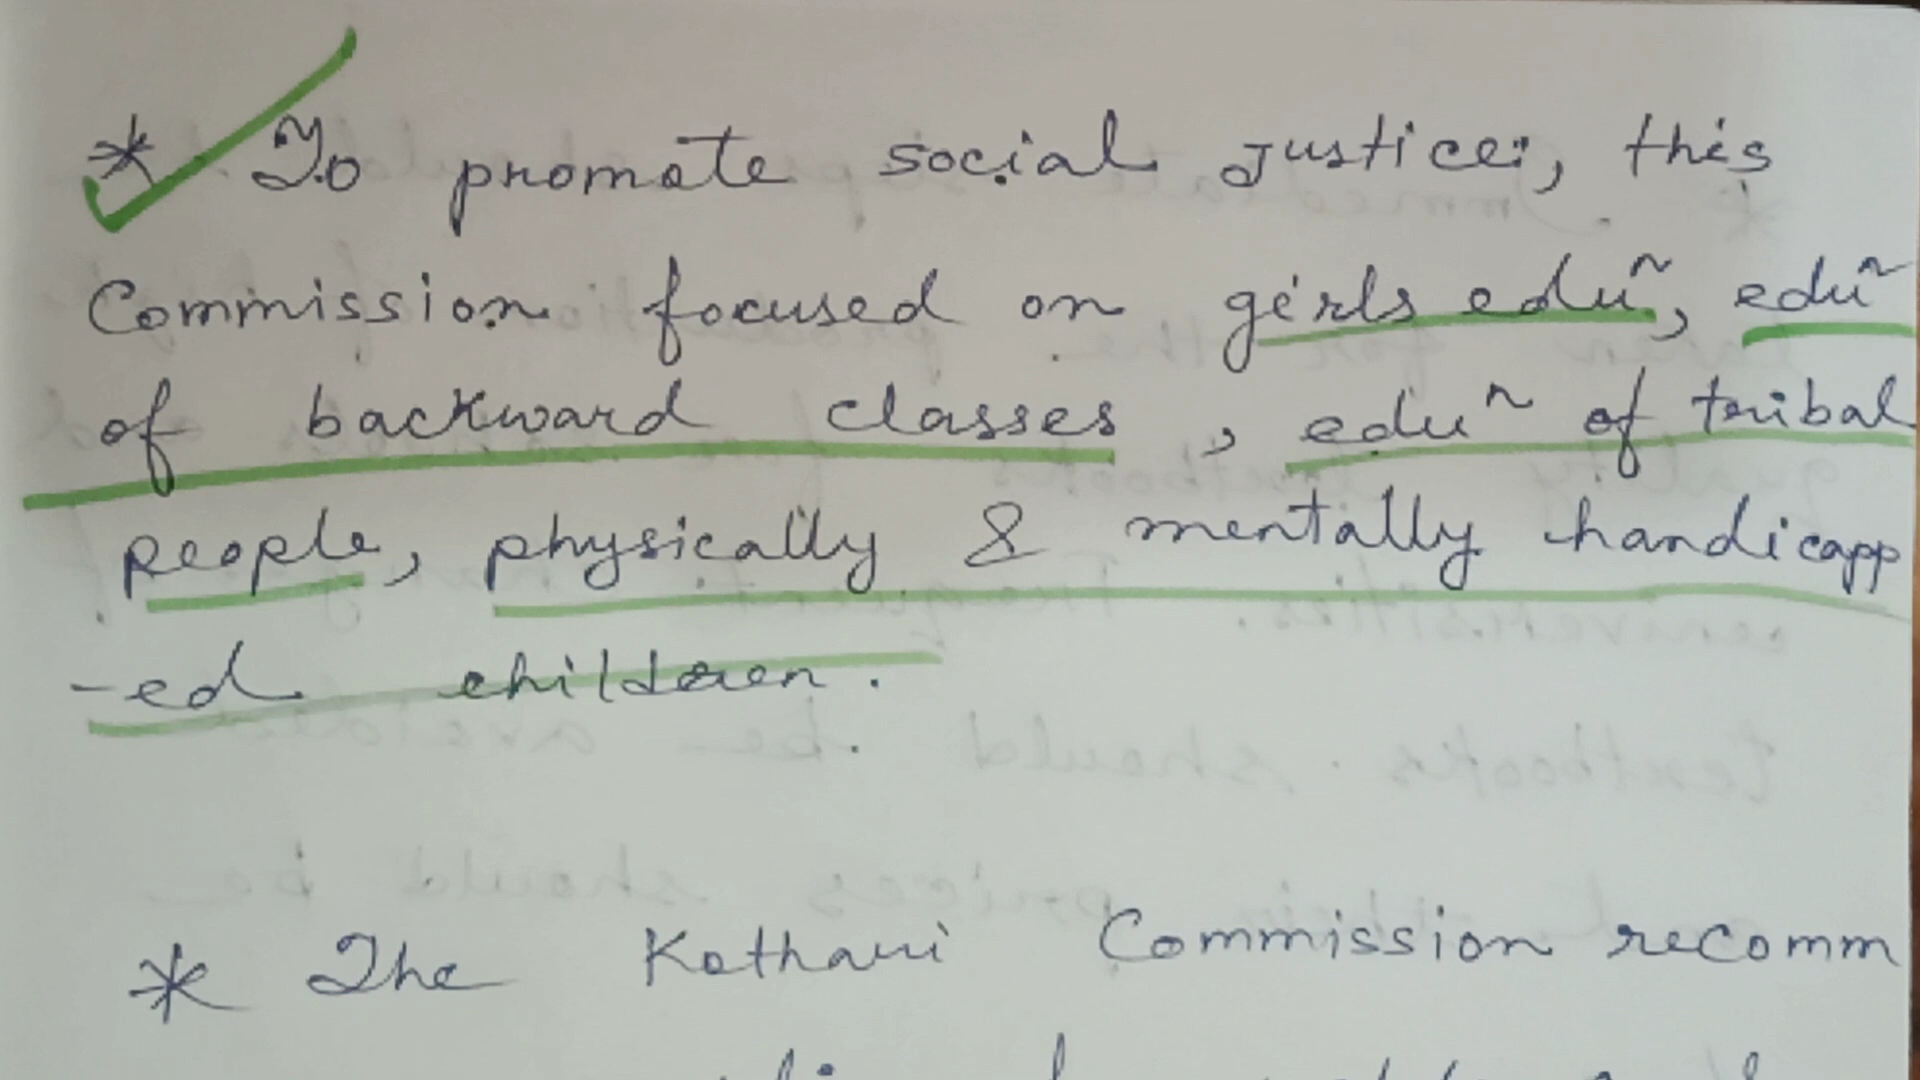 * To promote social Justice, this
Commission focused on girls eduⁿ, eduⁿ
of backward classes, eduⁿ of tribal
people, physically & mentally handicapp
-ed children.
* The Kothari Commission recomm